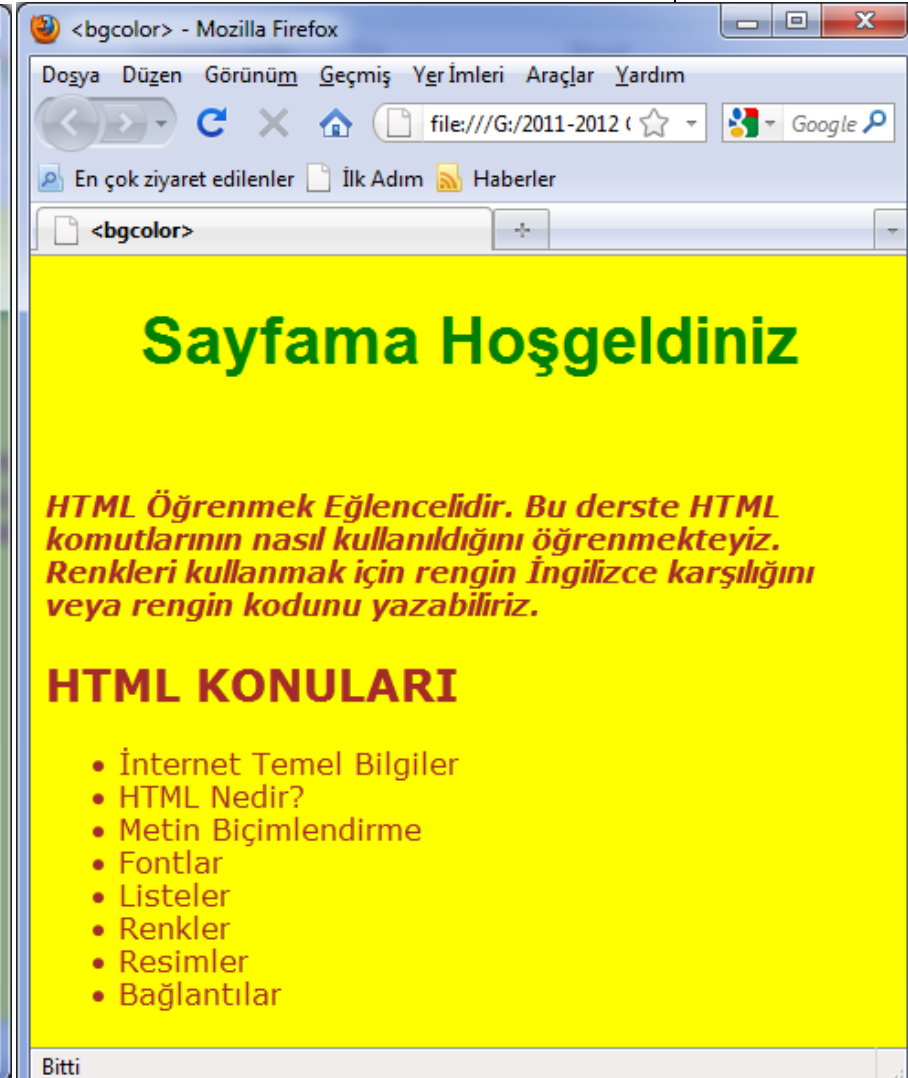 <bgcolor> - Mozilla Firefox
Dosya Düzen Görünüm Geçmiş Yer İmleri Araçlar Yardım
file:///G:/2011-2012 Google
En çok ziyaret edilenler İlk Adım Haberler
<bgcolor>
Sayfama Hoşgeldiniz
HTML Öğrenmek Eğlencelidir. Bu derste HTML
komutlarının nasıl kullanıldığını öğrenmekteyiz.
Renkleri kullanmak için rengin İngilizce karşılığını
veya rengin kodunu yazabiliriz.
HTML KONULARI
• İnternet Temel Bilgiler
• HTML Nedir?
• Metin Biçimlendirme
• Fontlar
• Listeler
• Renkler
• Resimler
• Bağlantılar
Bitti